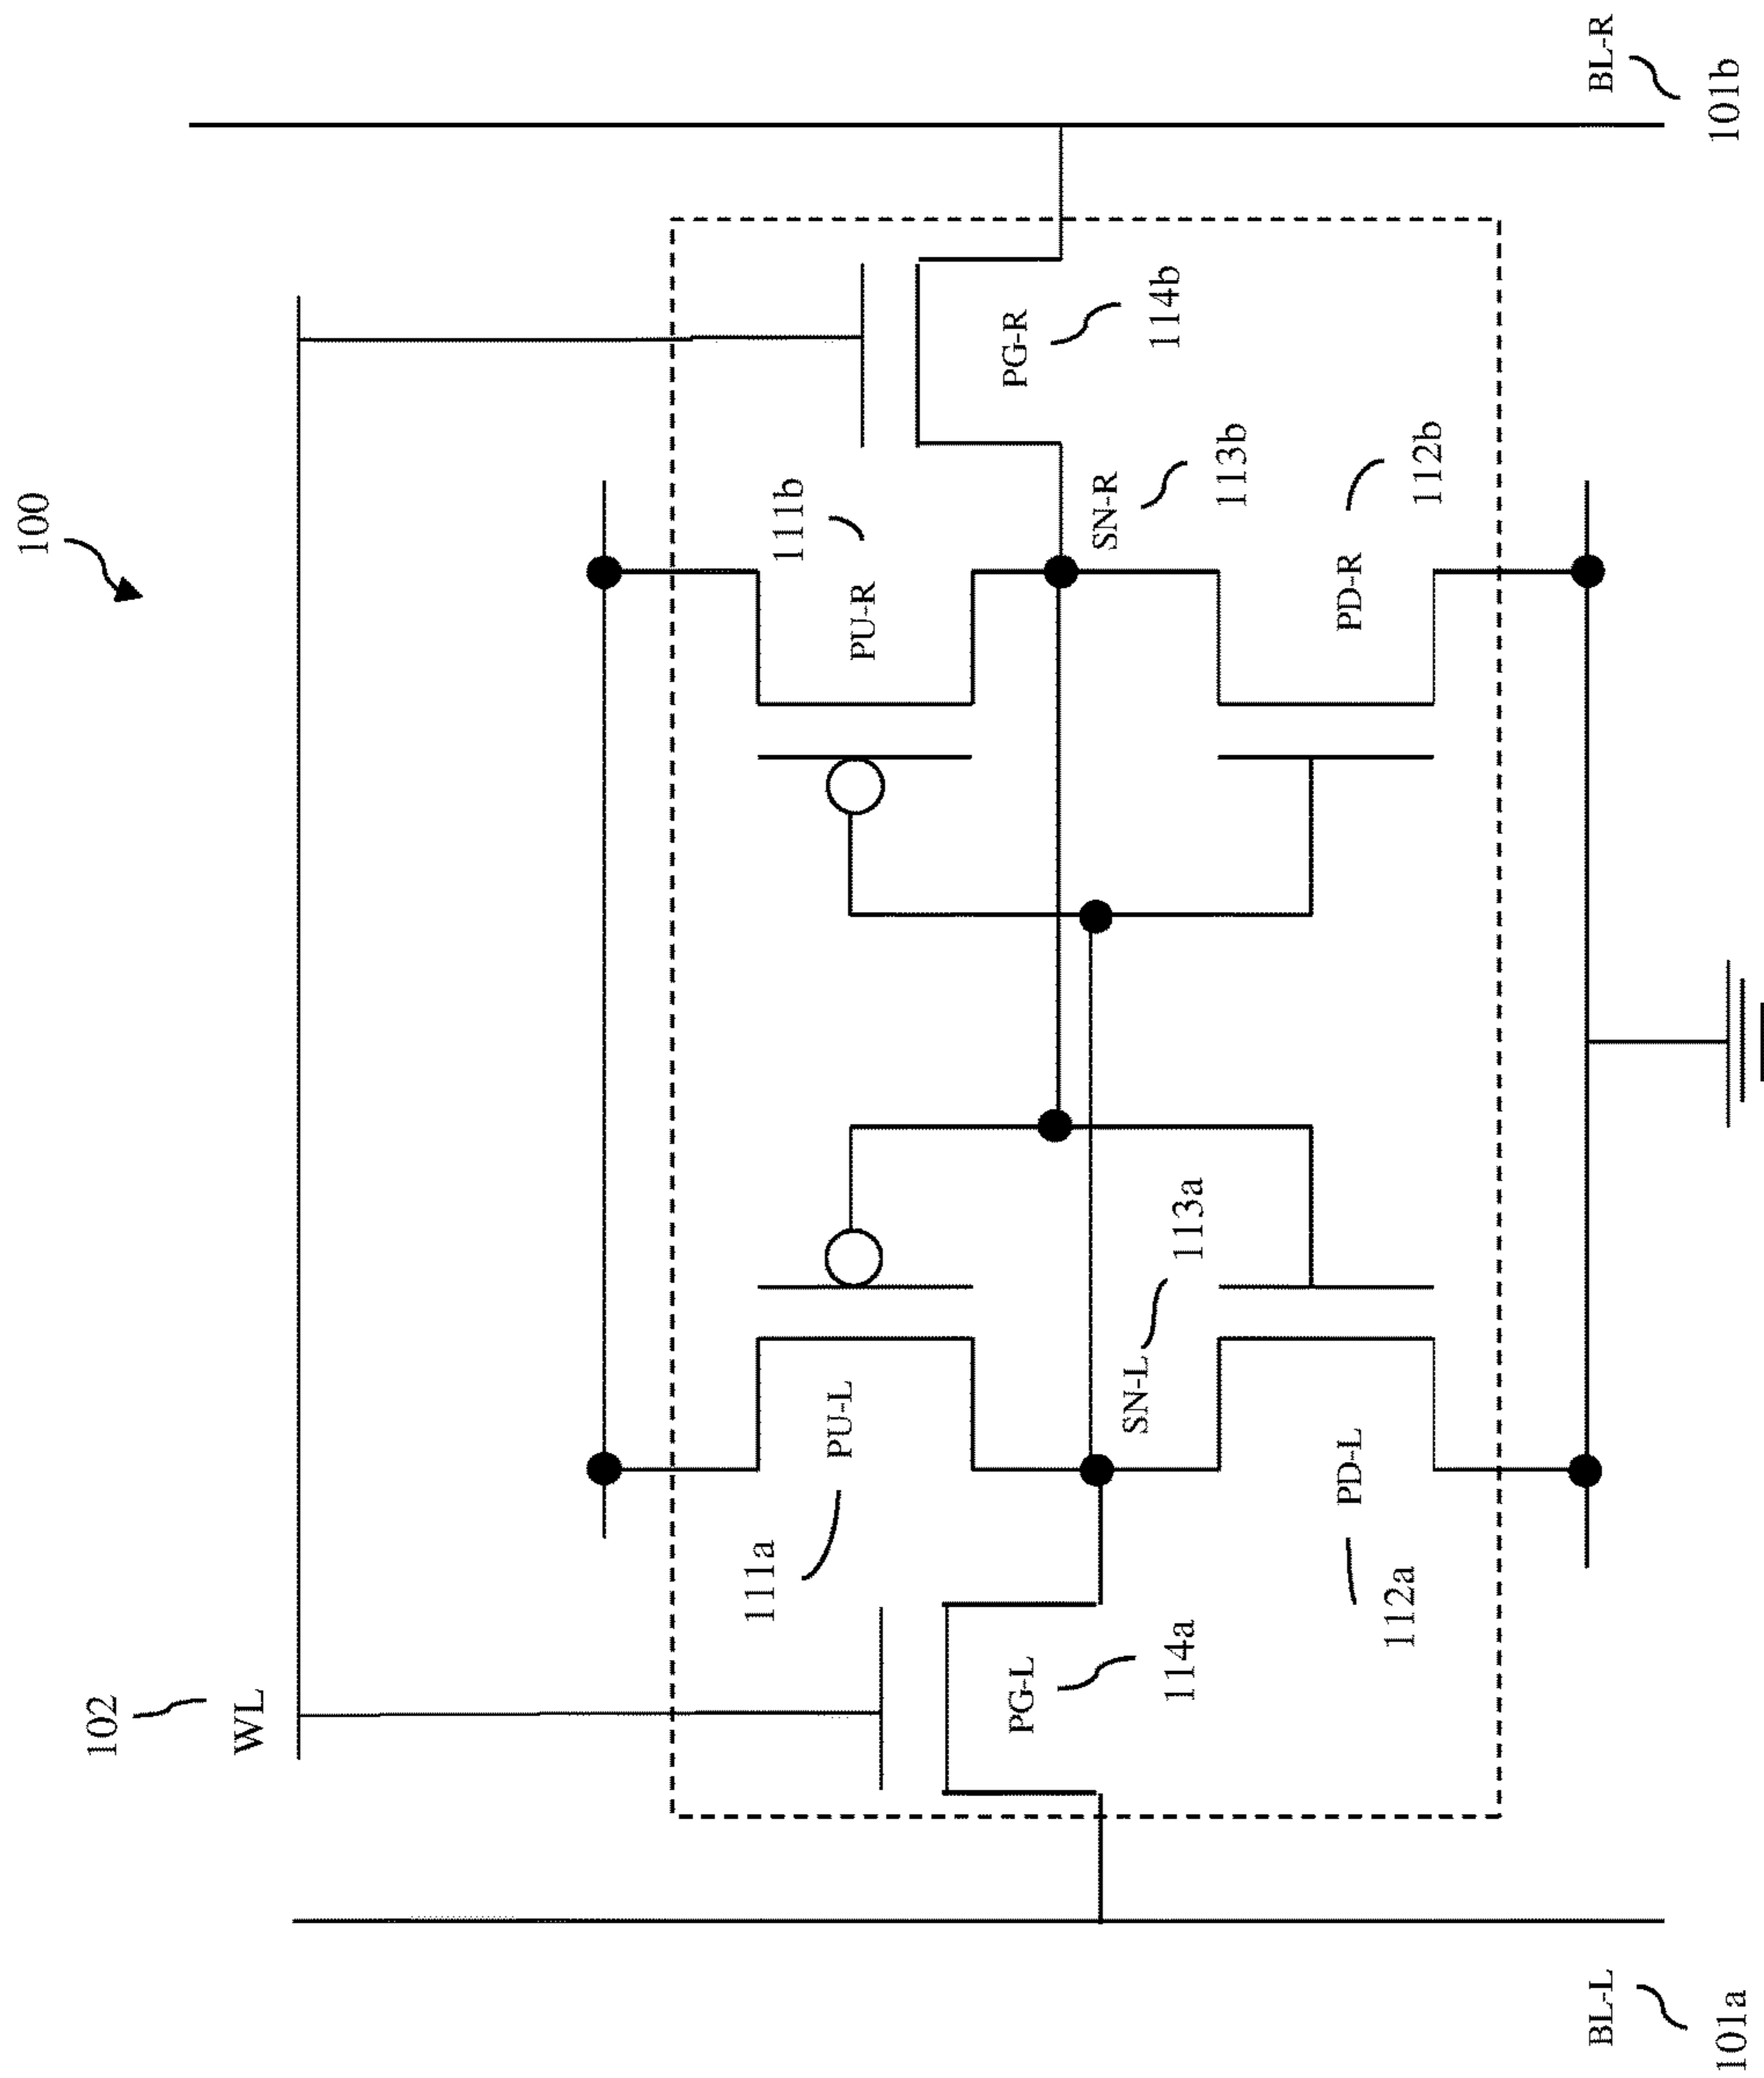 100
102
WL
111a
PU-L
PU-R
111b
PG-L
114a
SN-L
113a
SN-R
113b
PG-R
114b
PD-L
112a
PD-R
112b
BL-L
101a
BL-R
101b